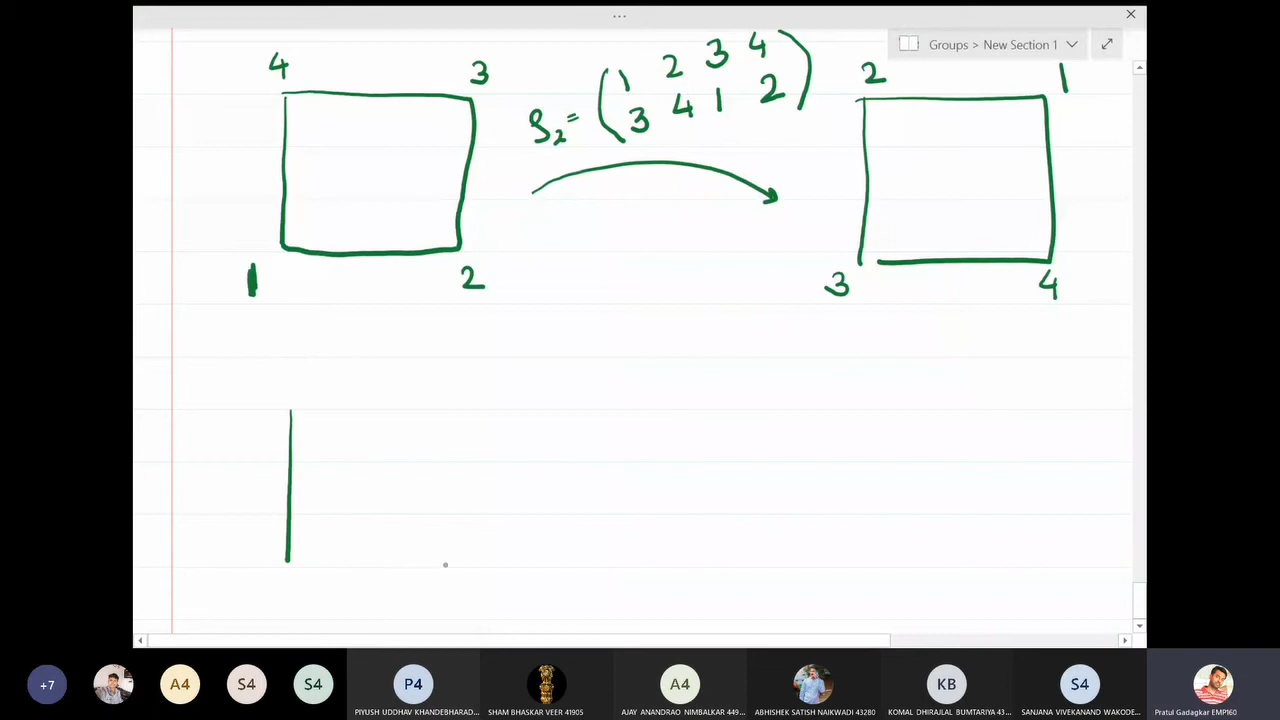 Groups > New Section 1
4 3
ρ₂ = ( 1 2 3 4
3 4 1 2 )
2 1
1 2
3 4
+7 A4 S4 S4 P4 A4 KB S4
PIYUSH UDDHAV KHANDEBHARAD... SHAM BHASKAR VEER 41905 AJAY ANANDRAO NIMBALKAR 449... ABHISHEK SATISH NAIKWADI 43280 KOMAL DHIRAJLAL BUMTARIYA 43... SANJANA VIVEKANAND WAKODE... Pratul Gadagkar EMP160